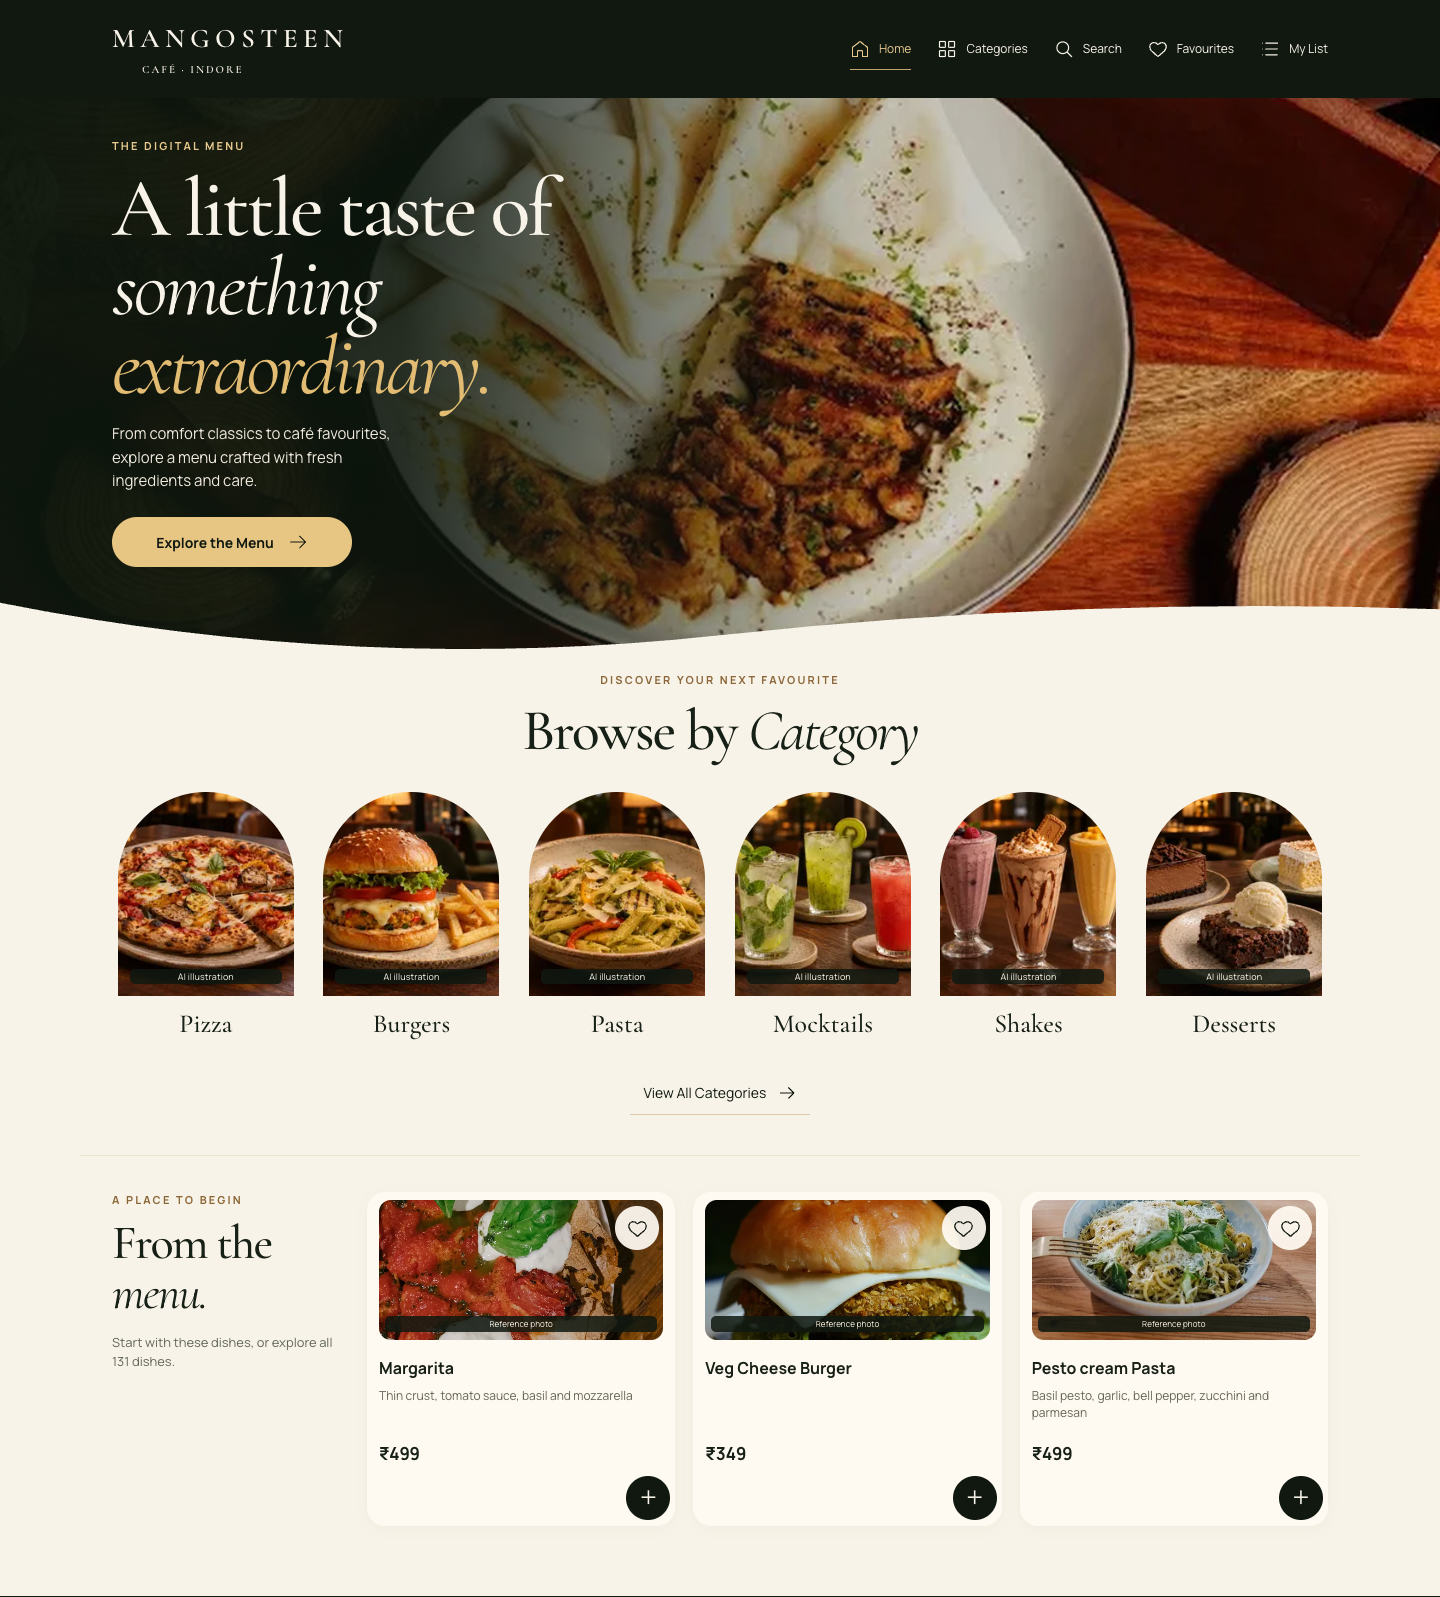 MANGOSTEEN
CAFÉ · INDORE
Home
Categories
Search
Favourites
My List
THE DIGITAL MENU
A little taste of
something
extraordinary.
From comfort classics to café favourites,
explore a menu crafted with fresh
ingredients and care.
Explore the Menu
DISCOVER YOUR NEXT FAVOURITE
Browse by Category
AI illustration
AI illustration
AI illustration
AI illustration
AI illustration
AI illustration
Pizza
Burgers
Pasta
Mocktails
Shakes
Desserts
View All Categories
A PLACE TO BEGIN
From the
menu.
Start with these dishes, or explore all
131 dishes.
Reference photo
Margarita
Thin crust, tomato sauce, basil and mozzarella
₹499
Reference photo
Veg Cheese Burger
₹349
Reference photo
Pesto cream Pasta
Basil pesto, garlic, bell pepper, zucchini and
parmesan
₹499